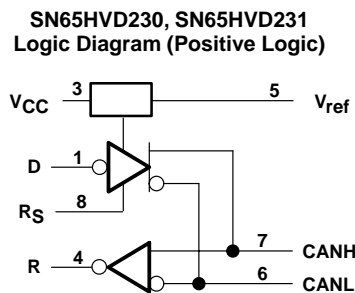 SN65HVD230, SN65HVD231
Logic Diagram (Positive Logic)
VCC 3 5 Vref
D 1
RS 8
7 CANH
R 4
6 CANL